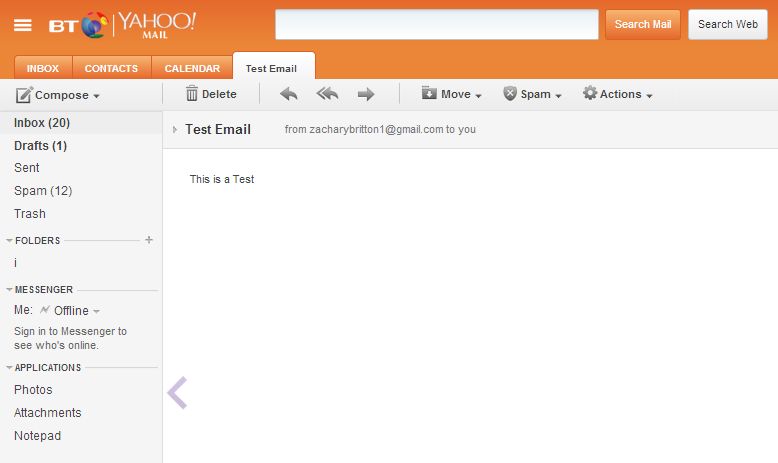 BT YAHOO!
MAIL
Search Mail
Search Web
INBOX CONTACTS CALENDAR Test Email
Compose Delete Move Spam Actions
Inbox (20)
Drafts (1)
Sent
Spam (12)
Trash
FOLDERS +
i
MESSENGER
Me: Offline
Sign in to Messenger to
see who's online.
APPLICATIONS
Photos
Attachments
Notepad
Test Email from zacharybritton1@gmail.com to you
This is a Test